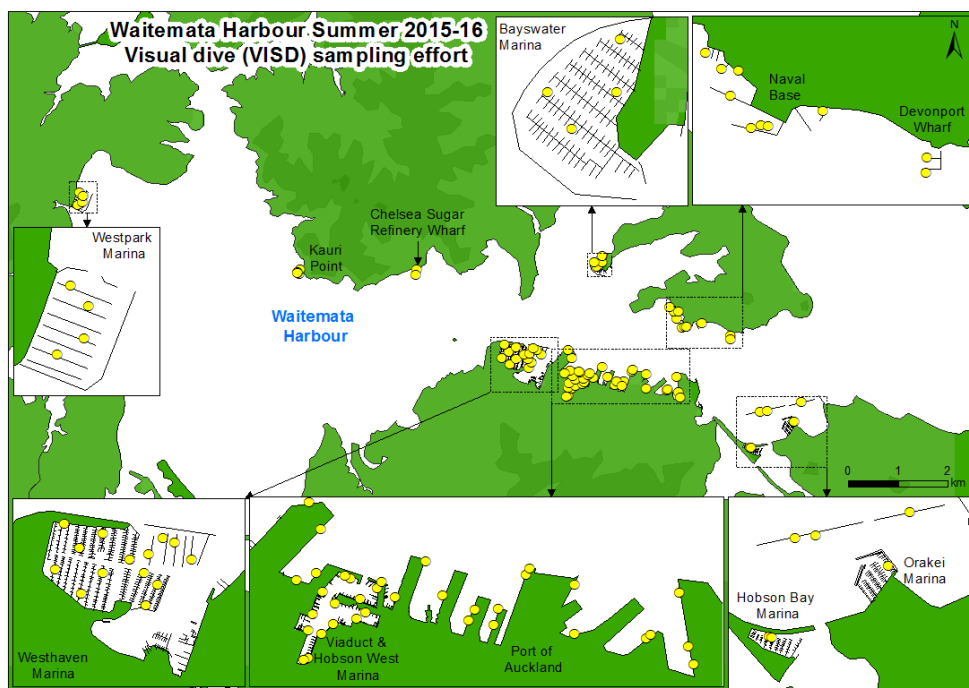 Waitemata Harbour Summer 2015-16
Visual dive (VISD) sampling effort
Bayswater
Marina
Naval
Base
Devonport
Wharf
N
Westpark
Marina
Kauri
Point
Chelsea Sugar
Refinery Wharf
Waitemata
Harbour
0 1 2
km
Westhaven
Marina
Viaduct &
Hobson West
Marina
Port of
Auckland
Hobson Bay
Marina
Orakei
Marina